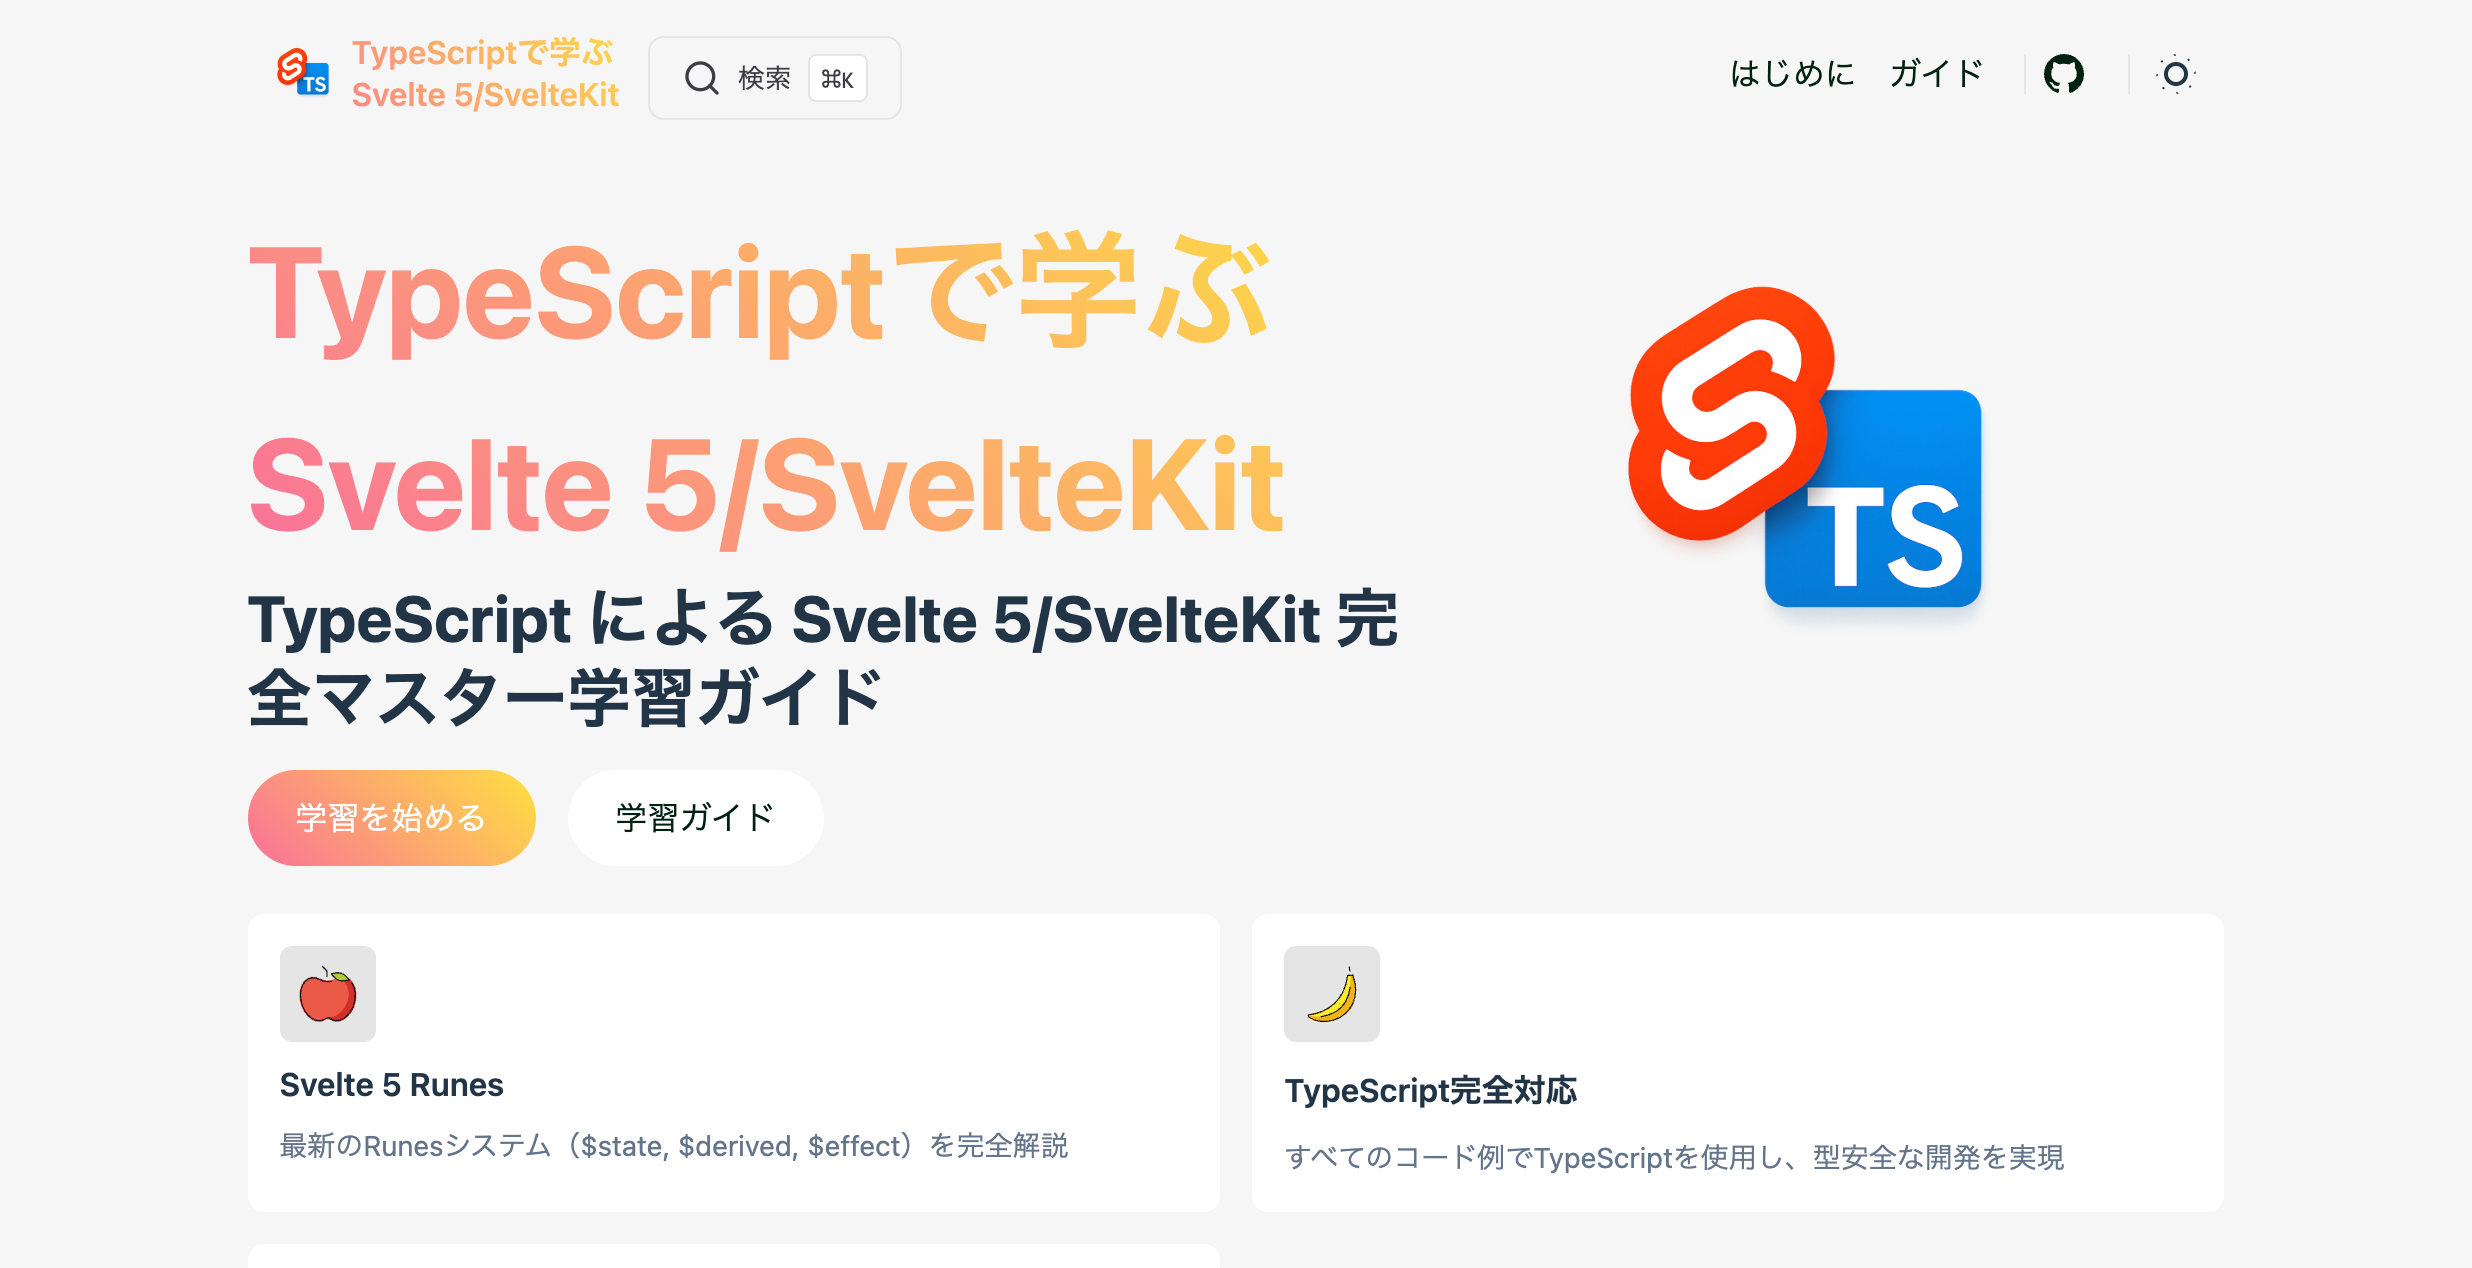 TypeScriptで学ぶ
Svelte 5/SvelteKit
検索 ⌘K
はじめに ガイド
TypeScriptで学ぶ
Svelte 5/SvelteKit
TS
TypeScript による Svelte 5/SvelteKit 完
全マスター学習ガイド
学習を始める 学習ガイド
Svelte 5 Runes
最新のRunesシステム（$state, $derived, $effect）を完全解説
TypeScript完全対応
すべてのコード例でTypeScriptを使用し、型安全な開発を実現